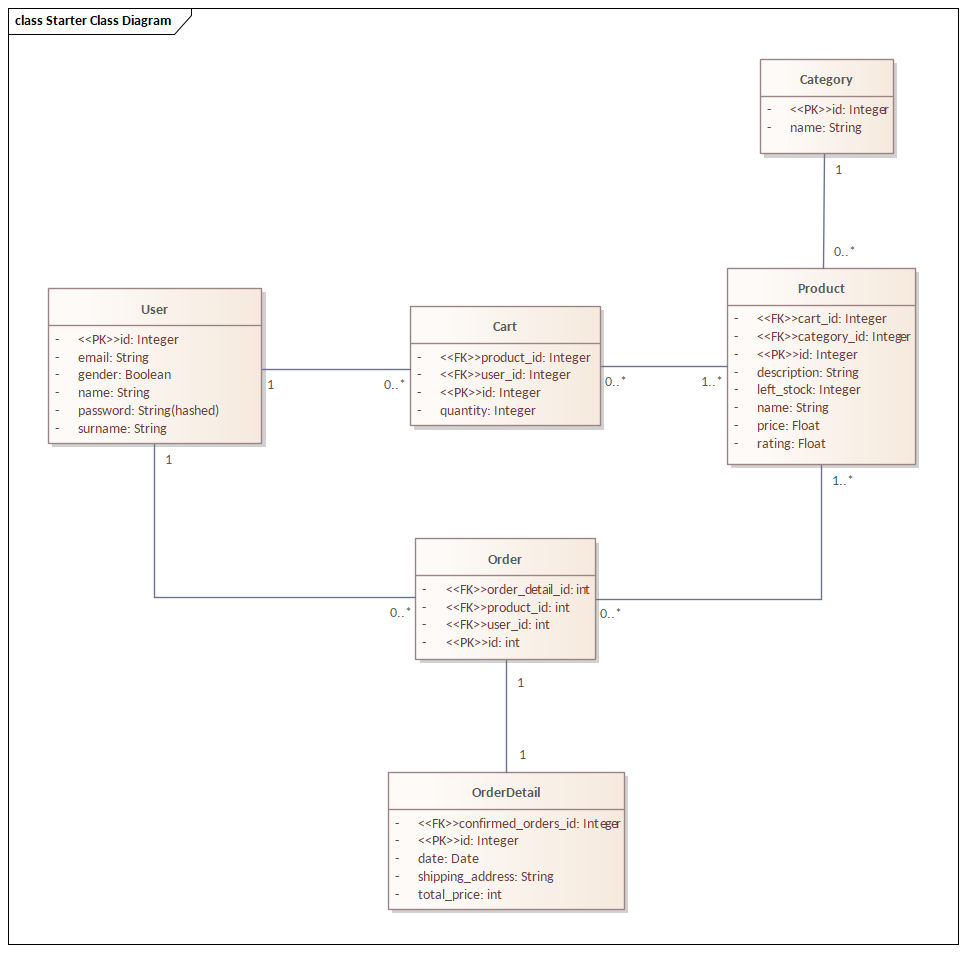 class Starter Class Diagram
Category
- <<PK>>id: Integer
- name: String
1
0..*
Product
- <<FK>>cart_id: Integer
- <<FK>>category_id: Integer
- <<PK>>id: Integer
- description: String
- left_stock: Integer
- name: String
- price: Float
- rating: Float
User
- <<PK>>id: Integer
- email: String
- gender: Boolean
- name: String
- password: String(hashed)
- surname: String
Cart
- <<FK>>product_id: Integer
- <<FK>>user_id: Integer
- <<PK>>id: Integer
- quantity: Integer
1
0..*
0..*
1..*
1
1..*
Order
- <<FK>>order_detail_id: int
- <<FK>>product_id: int
- <<FK>>user_id: int
- <<PK>>id: int
0..*
0..*
1
1
OrderDetail
- <<FK>>confirmed_orders_id: Integer
- <<PK>>id: Integer
- date: Date
- shipping_address: String
- total_price: int